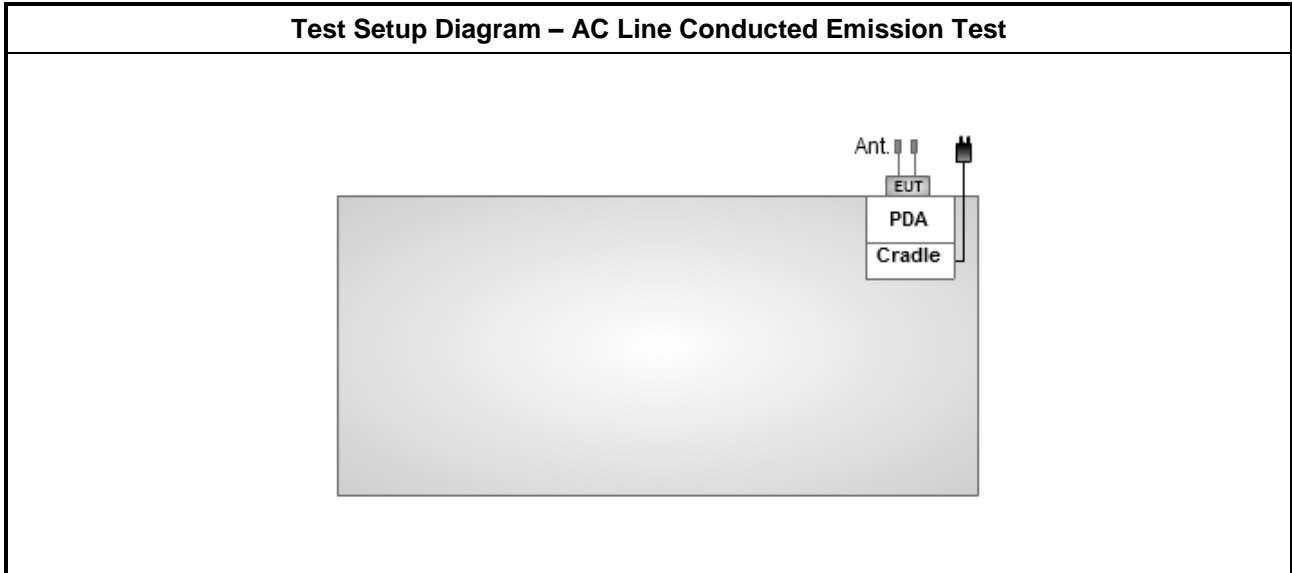 Test Setup Diagram – AC Line Conducted Emission Test
Ant.
EUT
PDA
Cradle